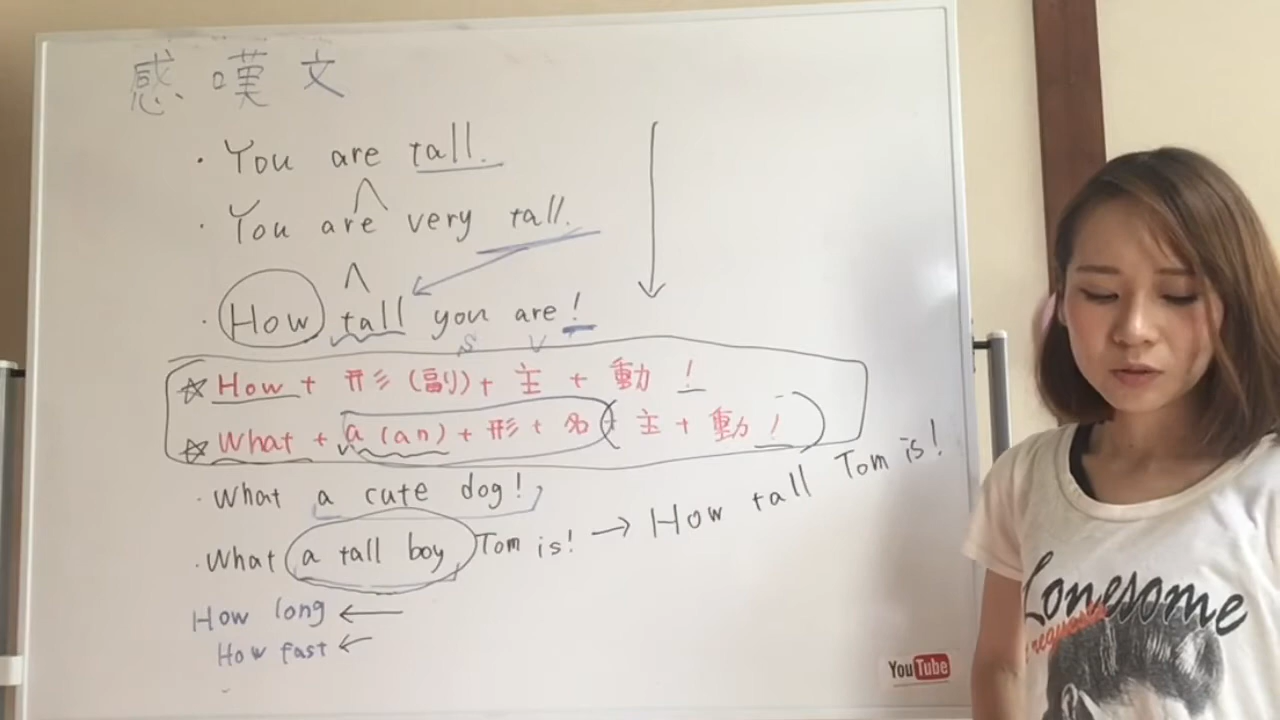 感嘆文
・You are tall.
・You are very tall.
・How tall you are!
S V
☆How + 形(副)+ 主 + 動 !
☆What + a(an) + 形 + 名(+ 主 + 動 !)
・What a cute dog!
・What a tall boy Tom is! → How tall Tom is!
How long ←
How fast ←
YouTube
Lonesome
requests